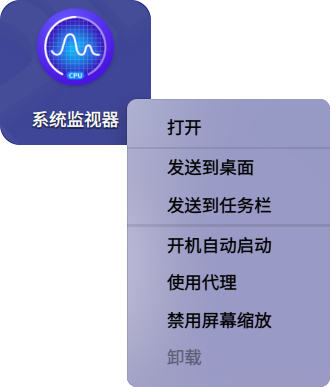 CPU
系统监视器
打开
发送到桌面
发送到任务栏
开机自动启动
使用代理
禁用屏幕缩放
卸载